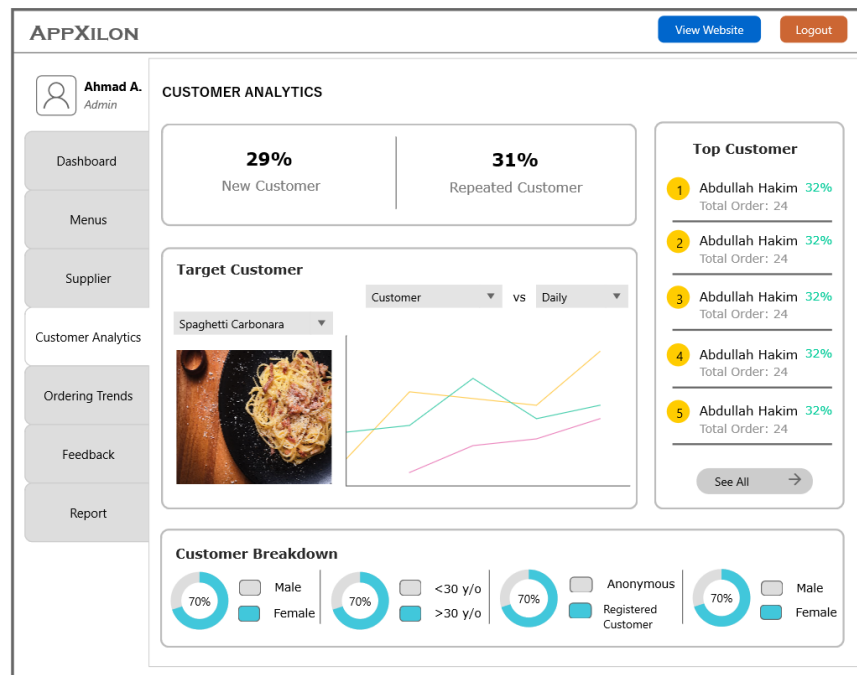 APPXILON
View Website
Logout
Ahmad A.
Admin
Dashboard
Menus
Supplier
Customer Analytics
Ordering Trends
Feedback
Report
CUSTOMER ANALYTICS
29%
New Customer
31%
Repeated Customer
Target Customer
Customer
vs
Daily
Spaghetti Carbonara
Top Customer
1
Abdullah Hakim 32%
Total Order: 24
2
Abdullah Hakim 32%
Total Order: 24
3
Abdullah Hakim 32%
Total Order: 24
4
Abdullah Hakim 32%
Total Order: 24
5
Abdullah Hakim 32%
Total Order: 24
See All
Customer Breakdown
70%
Male
Female
70%
<30 y/o
>30 y/o
70%
Anonymous
Registered
Customer
70%
Male
Female